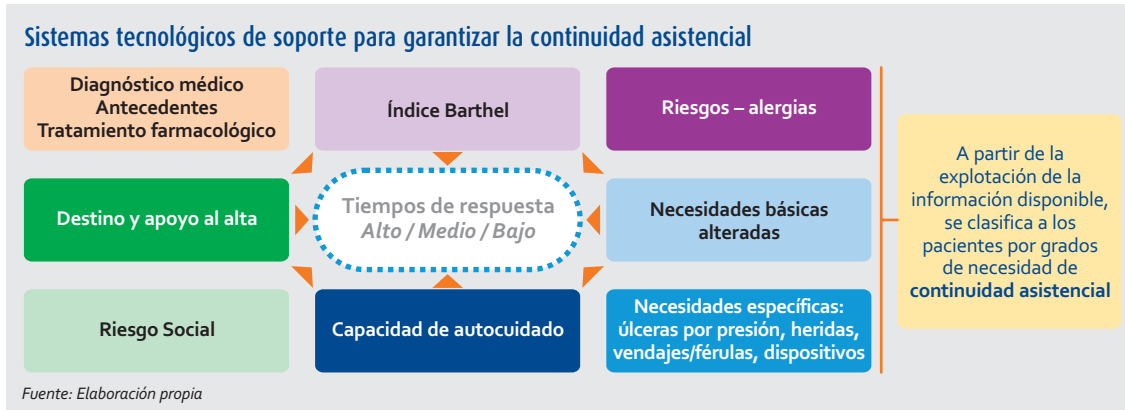 Sistemas tecnológicos de soporte para garantizar la continuidad asistencial
Diagnóstico médico
Antecedentes
Tratamiento farmacológico
Índice Barthel
Riesgos – alergias
Destino y apoyo al alta
Tiempos de respuesta
Alto / Medio / Bajo
Necesidades básicas
alteradas
Riesgo Social
Capacidad de autocuidado
Necesidades específicas:
úlceras por presión, heridas,
vendajes/férulas, dispositivos
A partir de la
explotación de la
información disponible,
se clasifica a los
pacientes por grados
de necesidad de
continuidad asistencial
Fuente: Elaboración propia